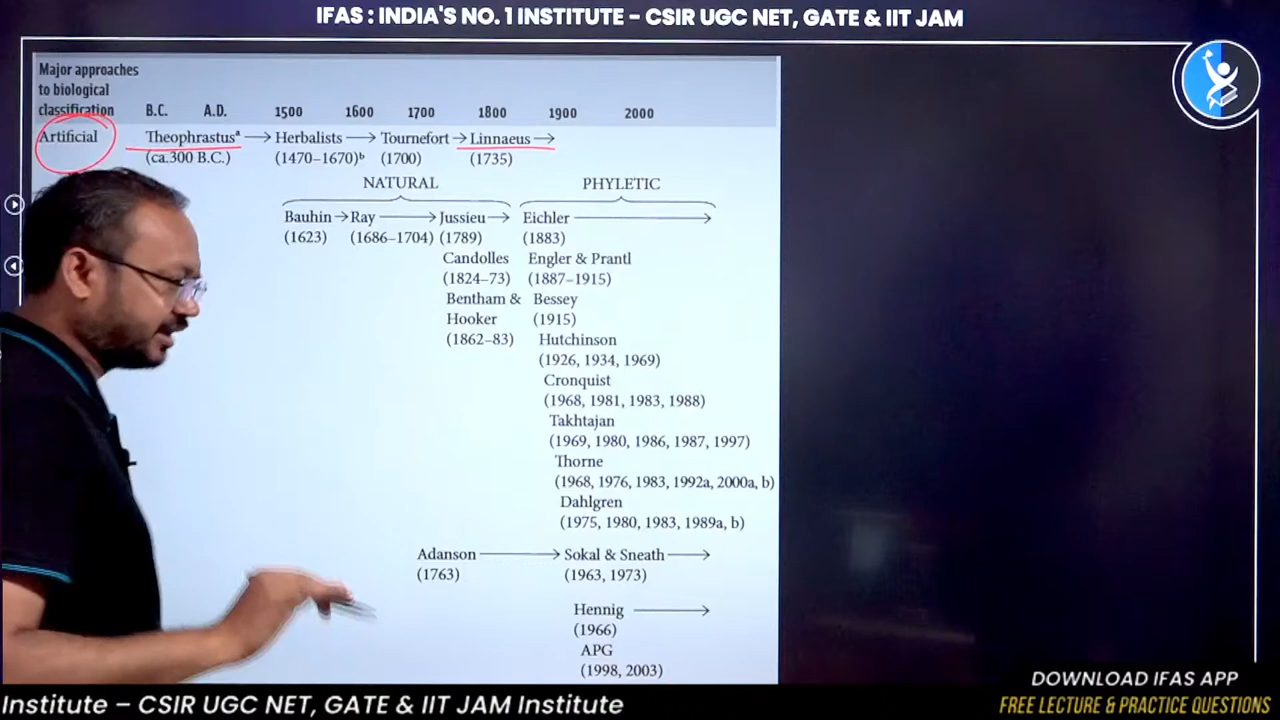 IFAS : INDIA'S NO. 1 INSTITUTE – CSIR UGC NET, GATE & IIT JAM
Major approaches
to biological
classification B.C. A.D. 1500 1600 1700 1800 1900 2000
Artificial Theophrastusª → Herbalists → Tournefort → Linnaeus →
(ca.300 B.C.) (1470–1670)ᵇ (1700) (1735)
NATURAL PHYLETIC
Bauhin → Ray → Jussieu → Eichler →
(1623) (1686–1704) (1789) (1883)
Candolles Engler & Prantl
(1824–73) (1887–1915)
Bentham & Bessey
Hooker (1915)
(1862–83) Hutchinson
(1926, 1934, 1969)
Cronquist
(1968, 1981, 1983, 1988)
Takhtajan
(1969, 1980, 1986, 1987, 1997)
Thorne
(1968, 1976, 1983, 1992a, 2000a, b)
Dahlgren
(1975, 1980, 1983, 1989a, b)
Adanson → Sokal & Sneath →
(1763) (1963, 1973)
Hennig →
(1966)
APG
(1998, 2003)
DOWNLOAD IFAS APP
FREE LECTURE & PRACTICE QUESTIONS
Institute – CSIR UGC NET, GATE & IIT JAM Institute